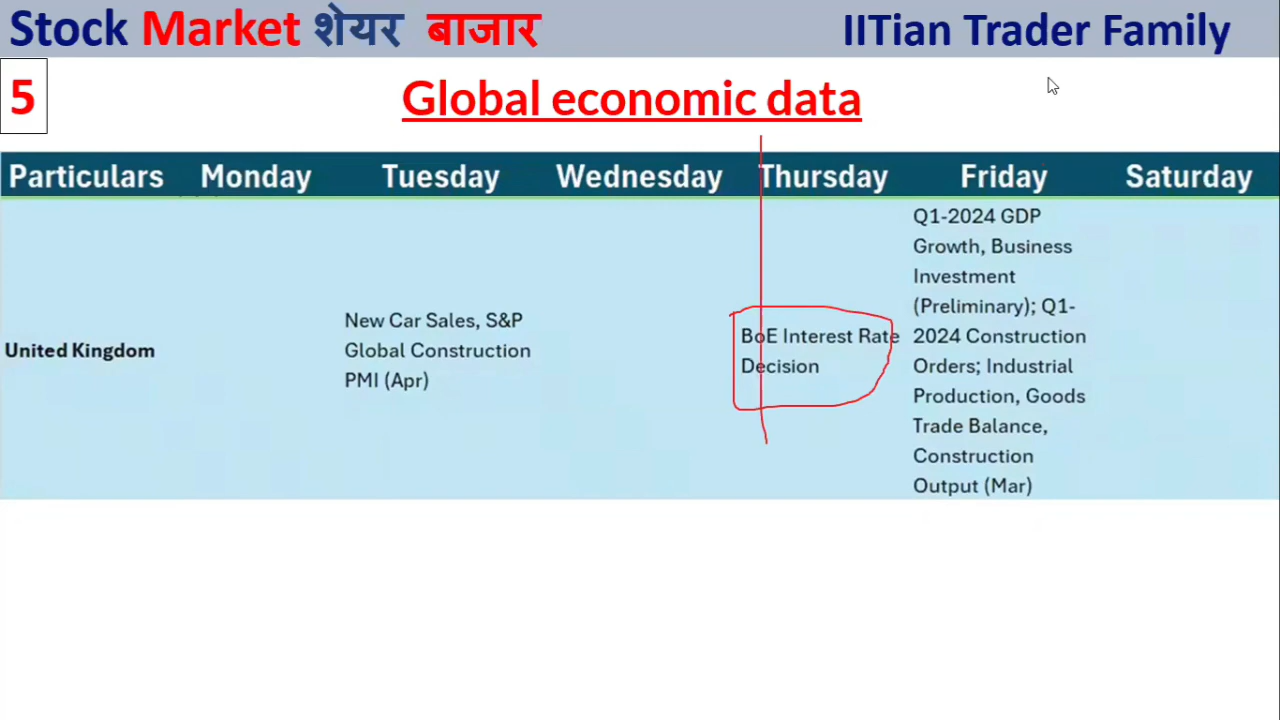 Stock Market शेयर बाजार
IITian Trader Family
5
Global economic data
Particulars Monday Tuesday Wednesday Thursday Friday Saturday
United Kingdom
New Car Sales, S&P
Global Construction
PMI (Apr)
BoE Interest Rate
Decision
Q1-2024 GDP
Growth, Business
Investment
(Preliminary); Q1-
2024 Construction
Orders; Industrial
Production, Goods
Trade Balance,
Construction
Output (Mar)